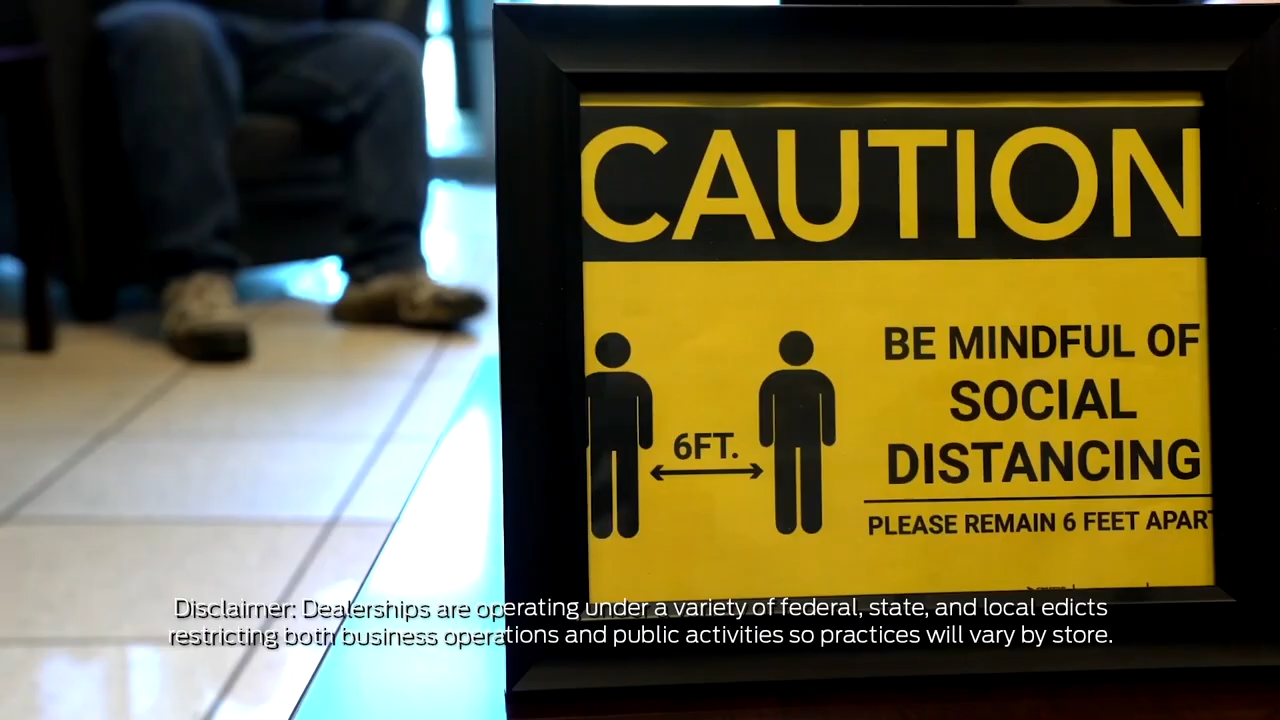 CAUTION
BE MINDFUL OF
SOCIAL
DISTANCING
6FT.
PLEASE REMAIN 6 FEET APART
Disclaimer: Dealerships are operating under a variety of federal, state, and local edicts
restricting both business operations and public activities so practices will vary by store.